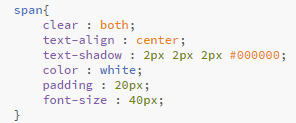 span{
    clear : both;
    text-align : center;
    text-shadow : 2px 2px 2px #000000;
    color : white;
    padding : 20px;
    font-size : 40px;
}